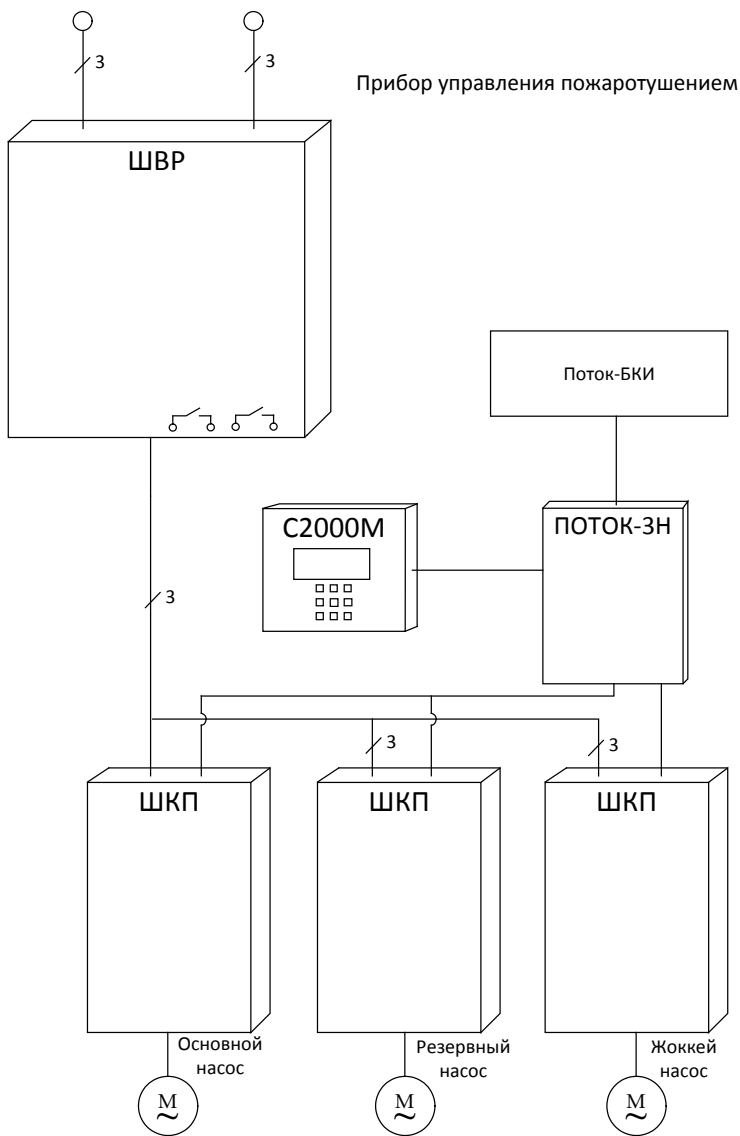 3
3
Прибор управления пожаротушением
ШВР
Поток-БКИ
С2000М
ПОТОК-3Н
3
3
3
ШКП
ШКП
ШКП
Основной
насос
Резервный
насос
Жоккей
насос
M
~
M
~
M
~